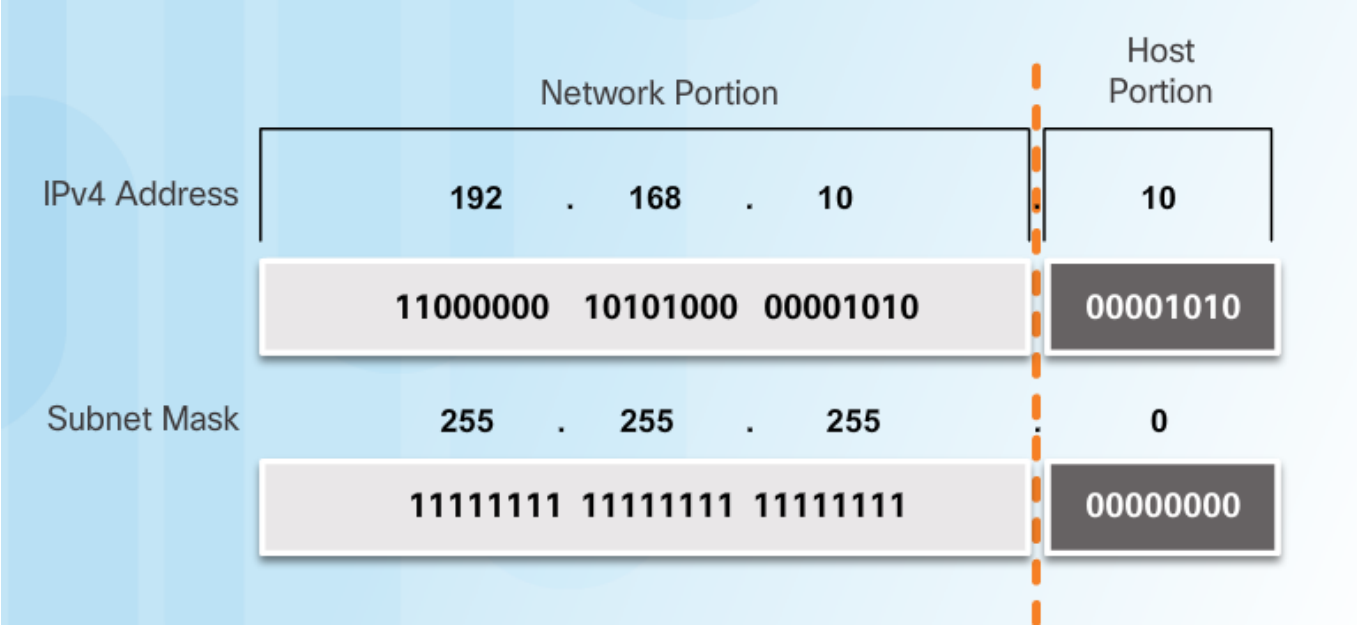 Network Portion
Host
Portion
IPv4 Address 192 . 168 . 10 . 10
11000000 10101000 00001010 00001010
Subnet Mask 255 . 255 . 255 . 0
11111111 11111111 11111111 00000000